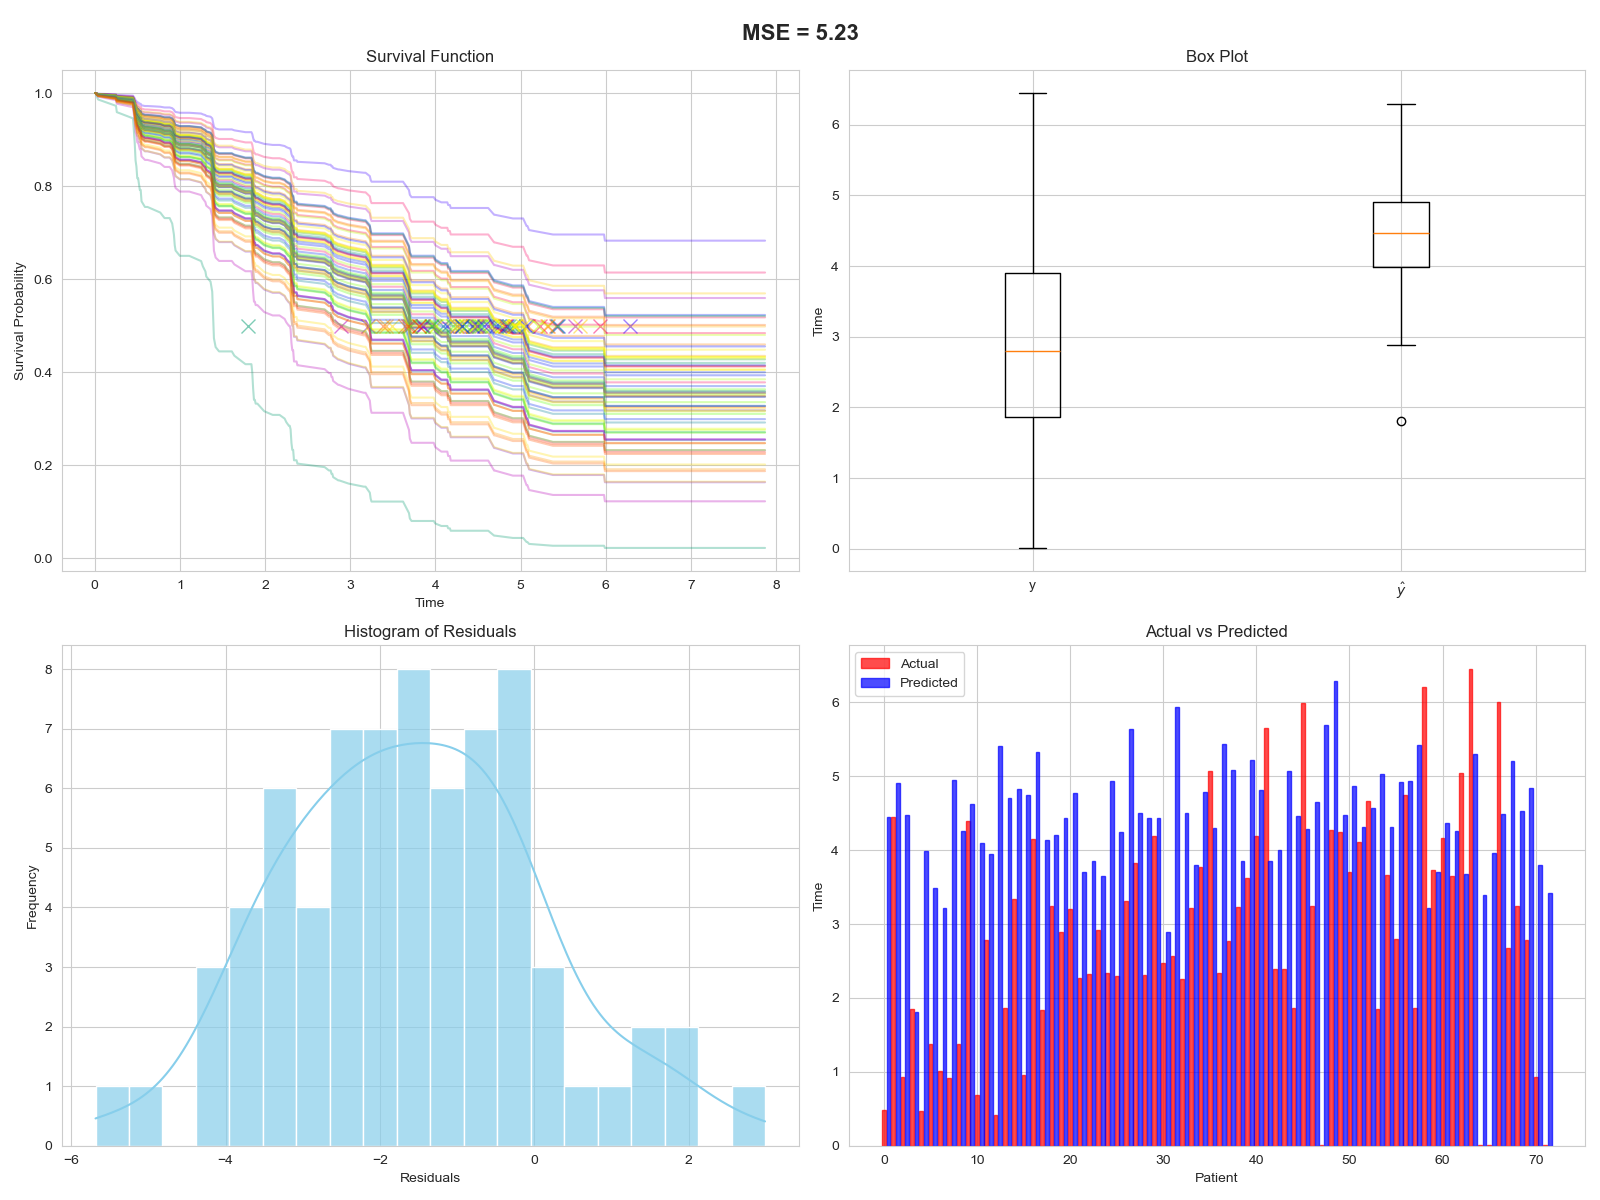 MSE = 5.23
Survival Function
Survival Probability
1.0
0.8
0.6
0.4
0.2
0.0
0 1 2 3 4 5 6 7 8
Time
Box Plot
Time
6
5
4
3
2
1
0
y ŷ
Histogram of Residuals
Frequency
8
7
6
5
4
3
2
1
0
−6 −4 −2 0 2
Residuals
Actual vs Predicted
Actual
Predicted
Time
6
5
4
3
2
1
0
0 10 20 30 40 50 60 70
Patient